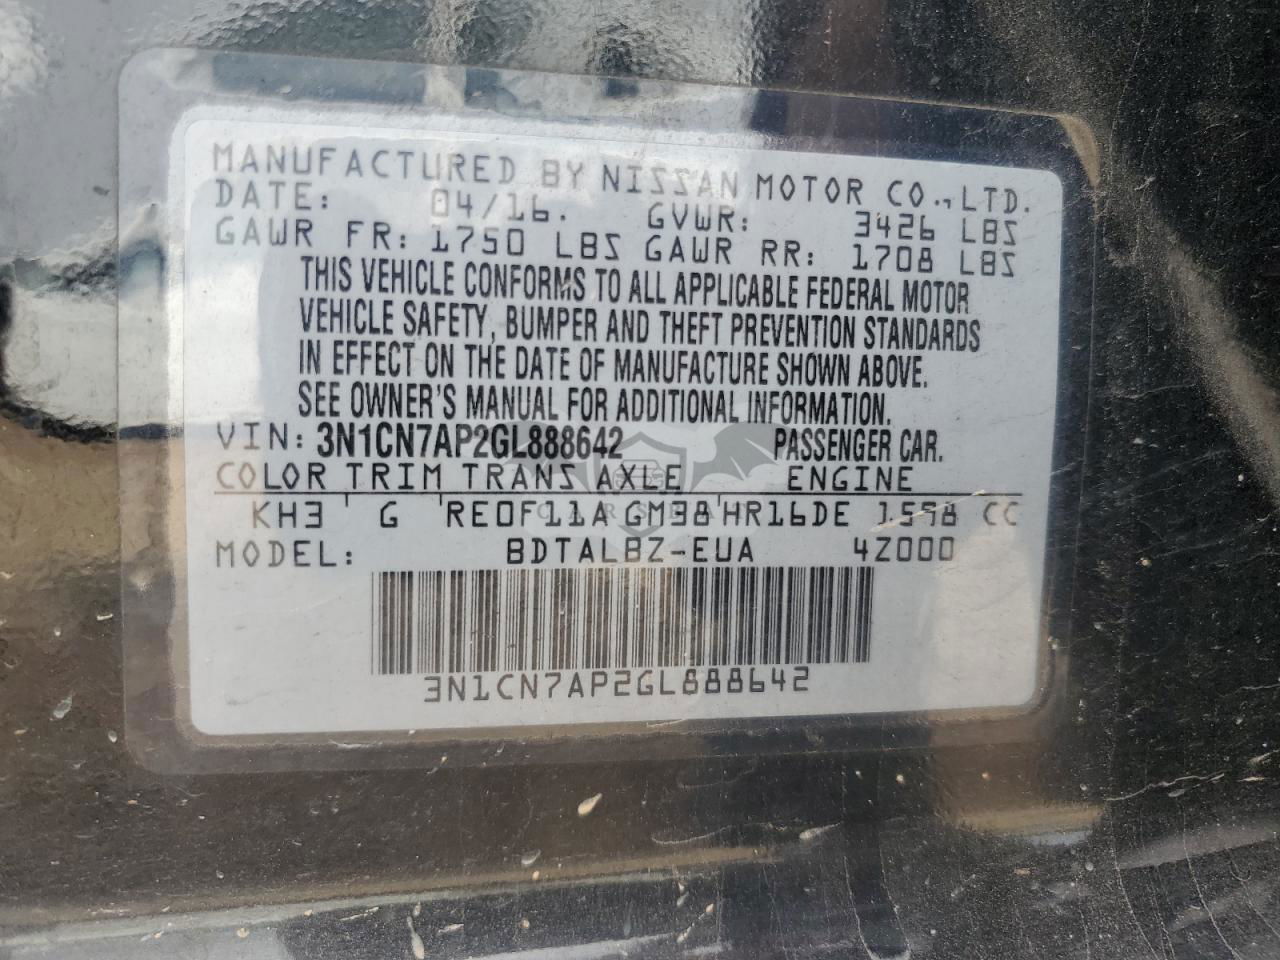 MANUFACTURED BY NISSAN MOTOR CO., LTD.
DATE: 04/16. GVWR: 3426 LBS
GAWR FR: 1750 LBS GAWR RR: 1708 LBS
THIS VEHICLE CONFORMS TO ALL APPLICABLE FEDERAL MOTOR
VEHICLE SAFETY, BUMPER AND THEFT PREVENTION STANDARDS
IN EFFECT ON THE DATE OF MANUFACTURE SHOWN ABOVE.
SEE OWNER'S MANUAL FOR ADDITIONAL INFORMATION.
VIN: 3N1CN7AP2GL888642 PASSENGER CAR.
COLOR TRIM TRANS AXLE ENGINE
KH3 G RE0F11A GM38 HR16DE 1598 CC
MODEL: BDTALBZ-EUA 4Z000
3N1CN7AP2GL888642